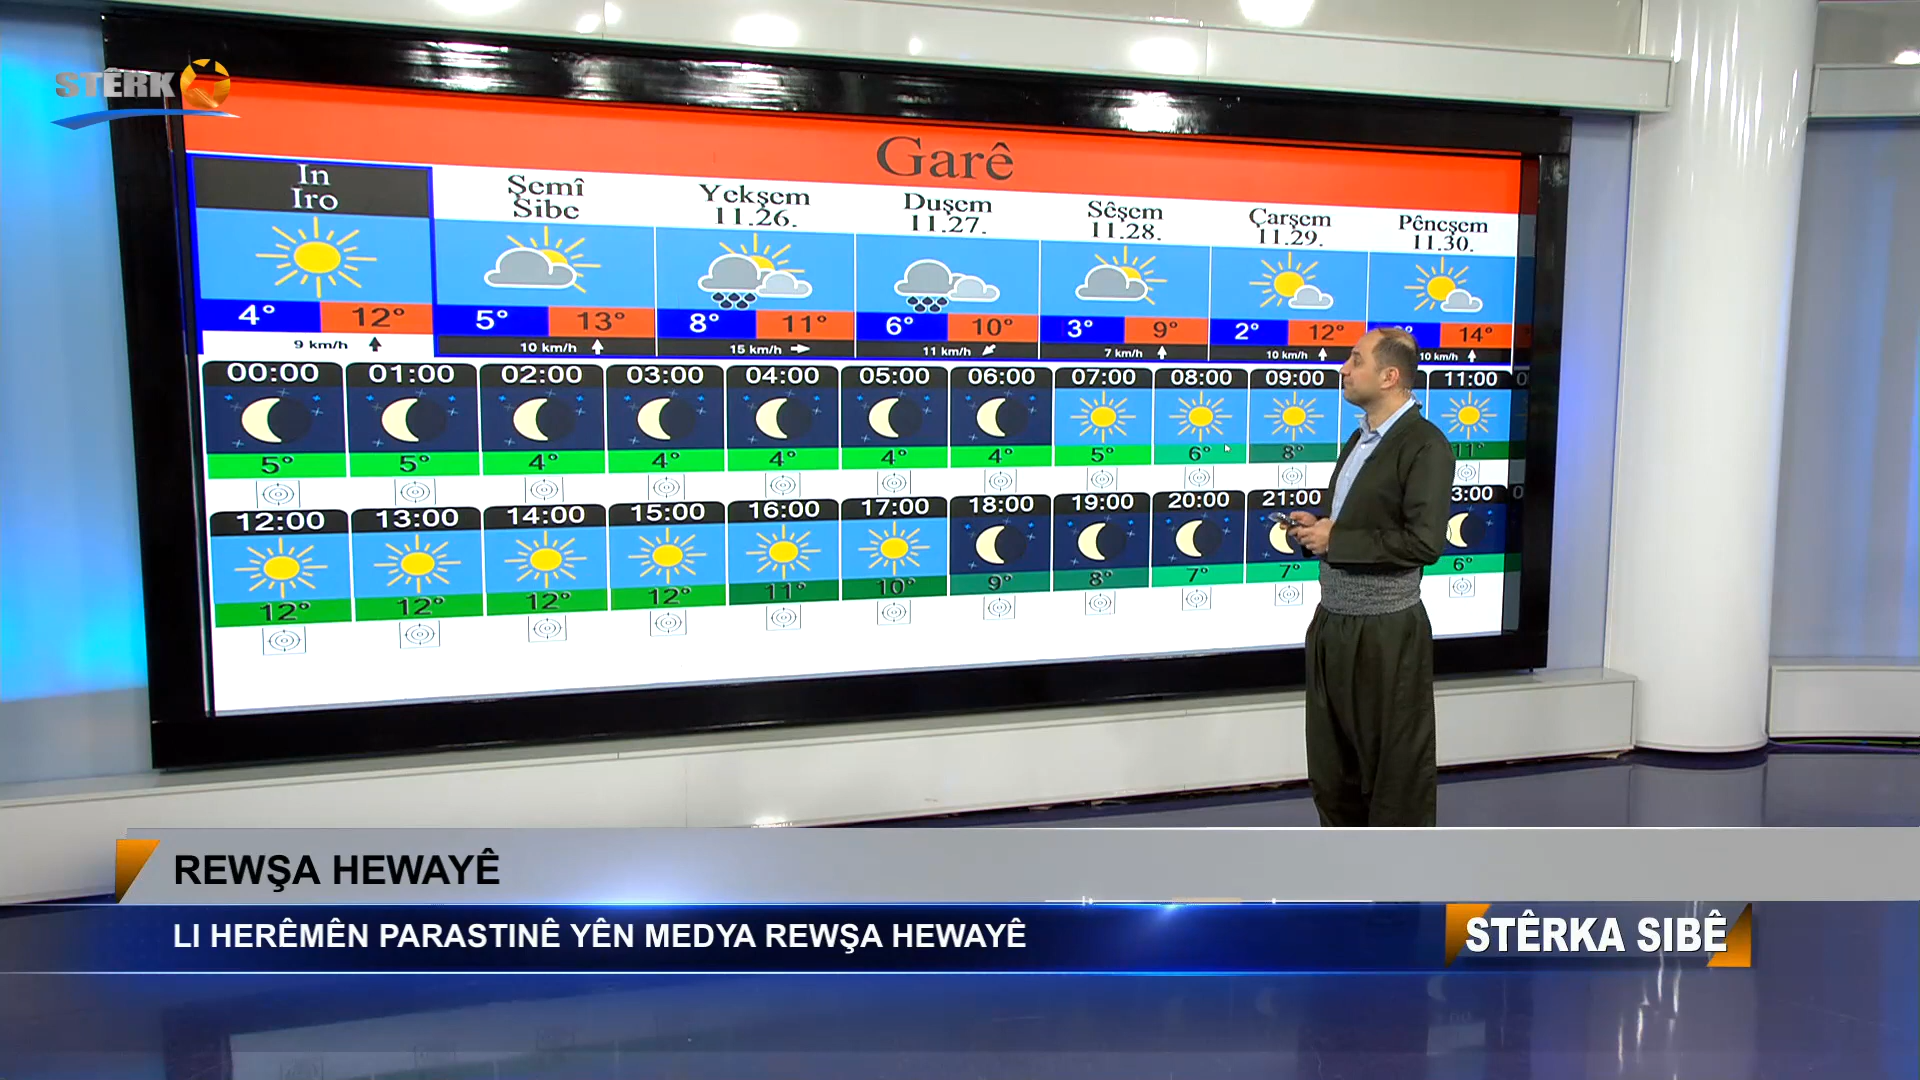 STÊRK
Garê
In
Iro
Şemî
Sibe
Yekşem
11.26.
Duşem
11.27.
Sêşem
11.28.
Çarşem
11.29.
Pêncşem
11.30.
4° 12°
5° 13°
8° 11°
6° 10°
3° 9°
2° 12°
14°
9 km/h
10 km/h
15 km/h
11 km/h
7 km/h
10 km/h
10 km/h
00:00 01:00 02:00 03:00 04:00 05:00 06:00 07:00 08:00 09:00 11:00
5° 5° 4° 4° 4° 4° 4° 5° 6° 8° 11°
12:00 13:00 14:00 15:00 16:00 17:00 18:00 19:00 20:00 21:00 3:00
12° 12° 12° 12° 11° 10° 9° 8° 7° 7° 6°
REWŞA HEWAYÊ
LI HERÊMÊN PARASTINÊ YÊN MEDYA REWŞA HEWAYÊ
STÊRKA SIBÊ